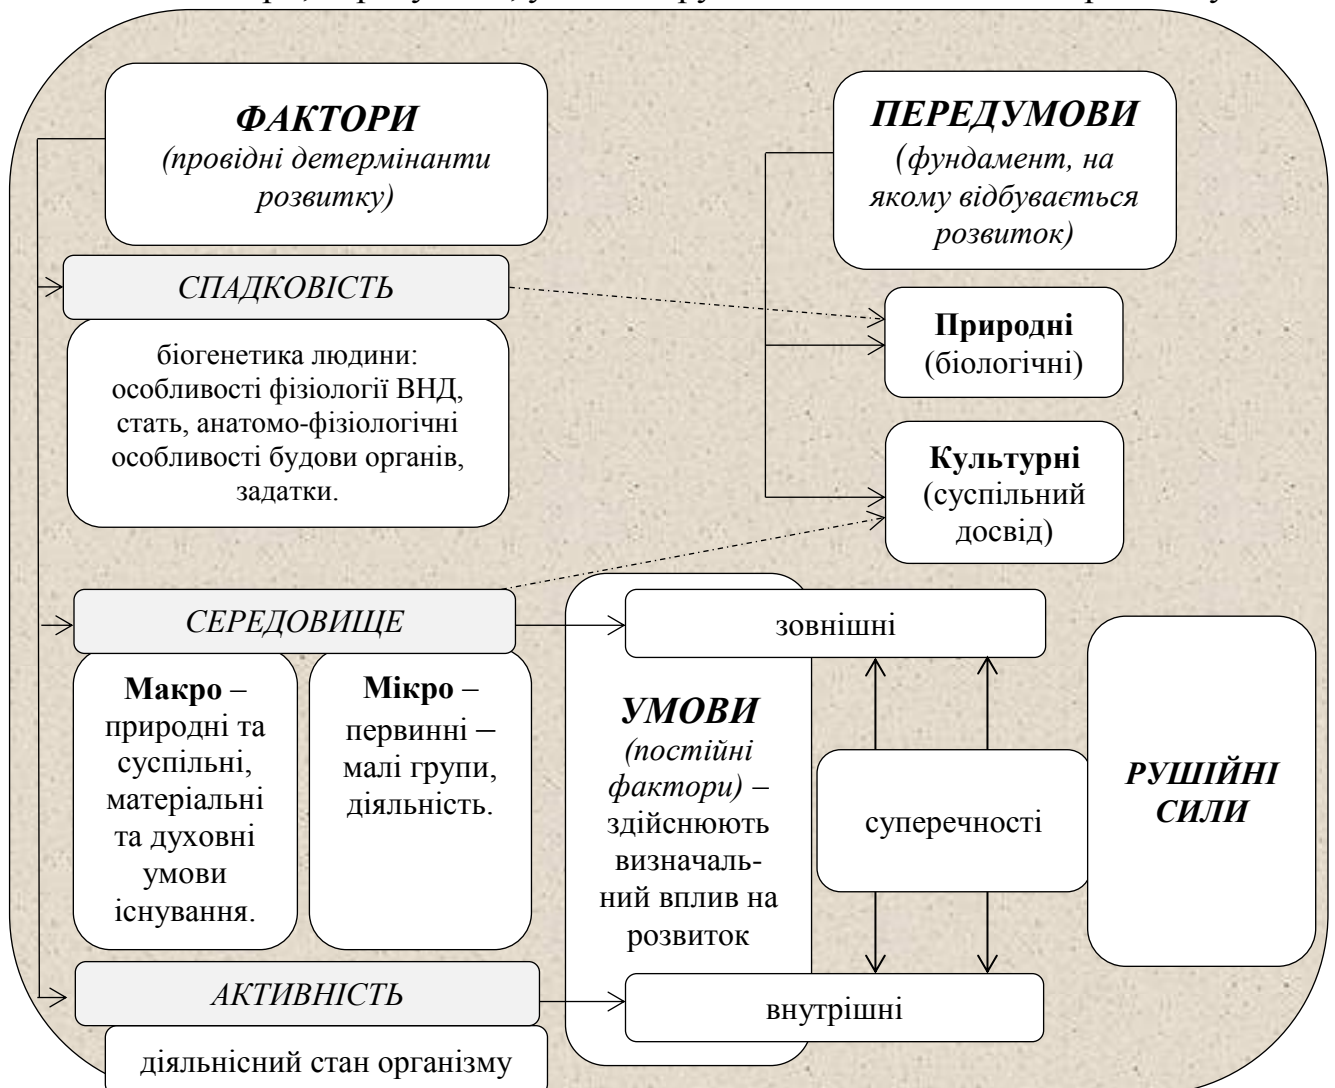 ФАКТОРИ
(провідні детермінанти
розвитку)
ПЕРЕДУМОВИ
(фундамент, на
якому відбувається
розвиток)
СПАДКОВІСТЬ
біогенетика людини:
особливості фізіології ВНД,
стать, анатомо-фізіологічні
особливості будови органів,
задатки.
Природні
(біологічні)
Культурні
(суспільний
досвід)
СЕРЕДОВИЩЕ
Макро –
природні та
суспільні,
матеріальні
та духовні
умови
існування.
Мікро –
первинні –
малі групи,
діяльність.
зовнішні
УМОВИ
(постійні
фактори) –
здійснюють
визначаль-
ний вплив на
розвиток
суперечності
РУШІЙНІ
СИЛИ
внутрішні
АКТИВНІСТЬ
діяльнісний стан організму